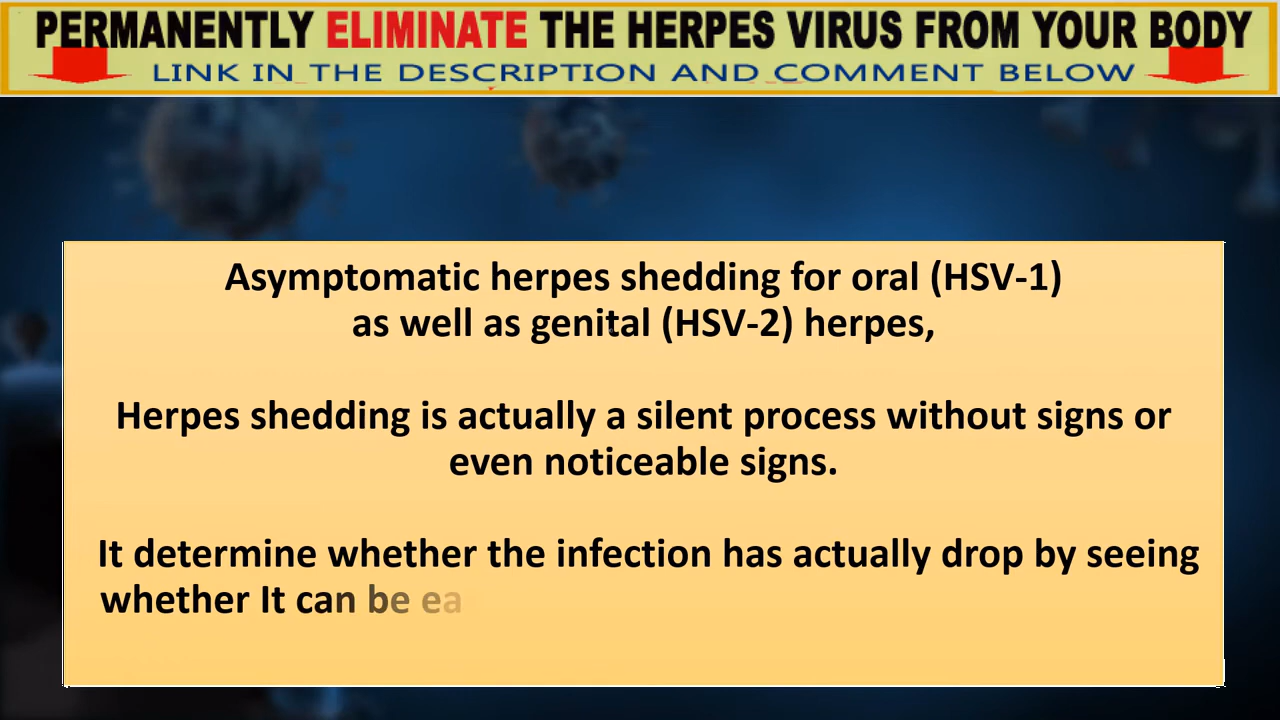 PERMANENTLY ELIMINATE THE HERPES VIRUS FROM YOUR BODY
LINK IN THE DESCRIPTION AND COMMENT BELOW
Asymptomatic herpes shedding for oral (HSV-1)
as well as genital (HSV-2) herpes,
Herpes shedding is actually a silent process without signs or
even noticeable signs.
It determine whether the infection has actually drop by seeing
whether It can be ea